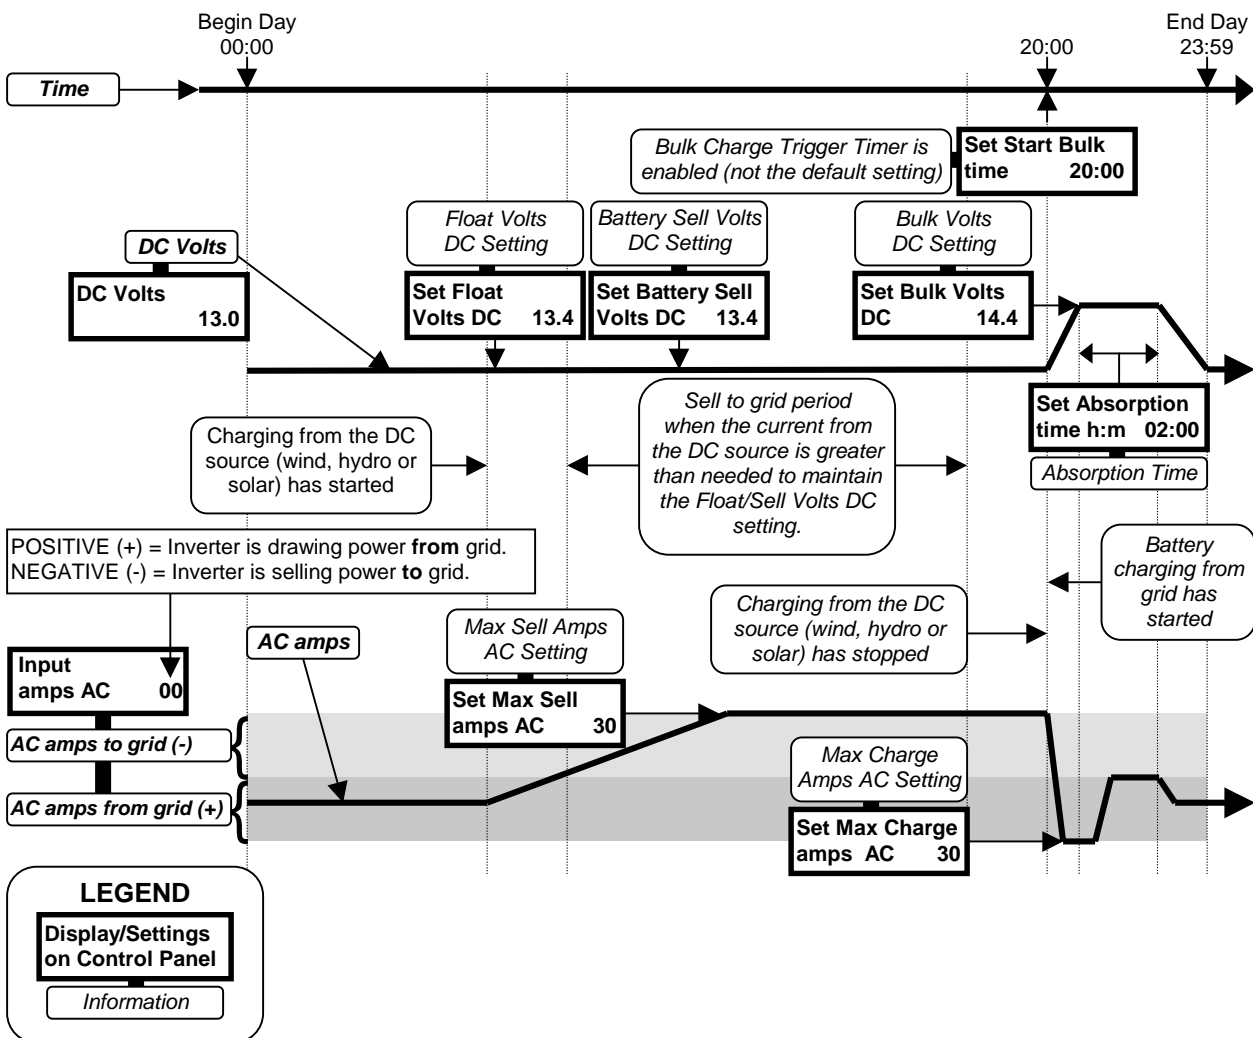 Begin Day
00:00
20:00
End Day
23:59
Time
Bulk Charge Trigger Timer is
enabled (not the default setting)
Set Start Bulk
time 20:00
DC Volts
DC Volts
13.0
Float Volts
DC Setting
Set Float
Volts DC 13.4
Battery Sell Volts
DC Setting
Set Battery Sell
Volts DC 13.4
Bulk Volts
DC Setting
Set Bulk Volts
DC 14.4
Charging from the DC
source (wind, hydro or
solar) has started
Sell to grid period
when the current from
the DC source is greater
than needed to maintain
the Float/Sell Volts DC
setting.
Set Absorption
time h:m 02:00
Absorption Time
POSITIVE (+) = Inverter is drawing power from grid.
NEGATIVE (-) = Inverter is selling power to grid.
Battery
charging from
grid has
started
Charging from the DC
source (wind, hydro or
solar) has stopped
Max Sell Amps
AC Setting
Set Max Sell
amps AC 30
AC amps
Input
amps AC 00
AC amps to grid (-)
AC amps from grid (+)
Max Charge
Amps AC Setting
Set Max Charge
amps AC 30
LEGEND
Display/Settings
on Control Panel
Information